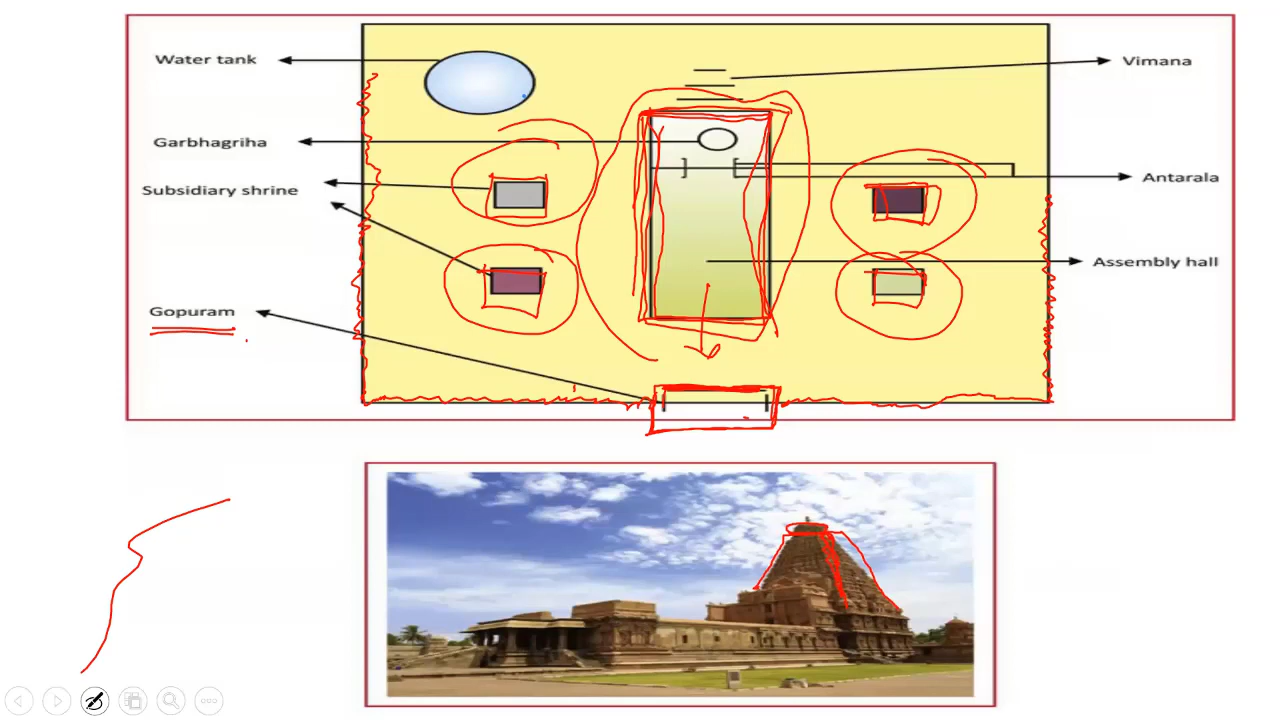 Water tank
Vimana
Garbhagriha
Antarala
Subsidiary shrine
Assembly hall
Gopuram